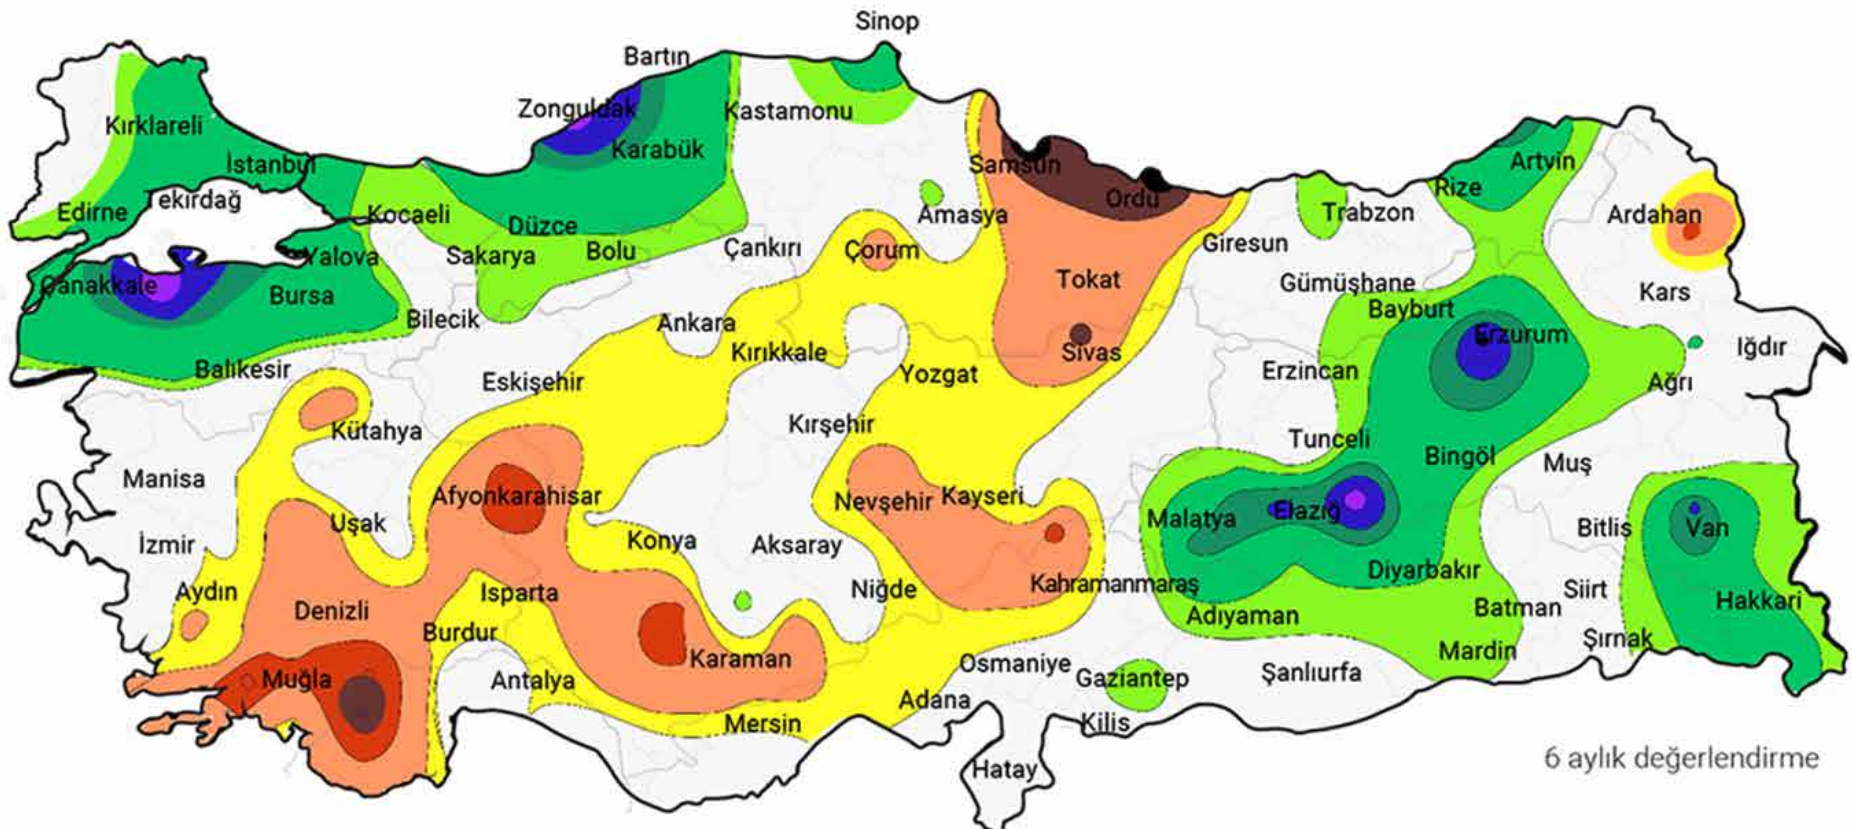 Sinop
Bartın
Zonguldak
Kastamonu
Kırklareli
Karabük
İstanbul
Samsun
Artvin
Rize
Ordu
Tekirdağ
Edirne
Kocaeli
Amasya
Trabzon
Ardahan
Düzce
Bolu
Çankırı
Çorum
Giresun
Yalova
Sakarya
Tokat
Gümüşhane
Çanakkale
Bursa
Kars
Bilecik
Ankara
Bayburt
Erzurum
Iğdır
Kırıkkale
Sivas
Balıkesir
Eskişehir
Yozgat
Erzincan
Ağrı
Kütahya
Kırşehir
Tunceli
Bingöl
Muş
Manisa
Afyonkarahisar
Nevşehir
Kayseri
Uşak
Malatya
Elazığ
Bitlis
Van
İzmir
Konya
Aksaray
Diyarbakır
Aydın
Isparta
Niğde
Kahramanmaraş
Siirt
Denizli
Adıyaman
Batman
Hakkari
Burdur
Şırnak
Muğla
Antalya
Karaman
Osmaniye
Gaziantep
Şanlıurfa
Mardin
Mersin
Adana
Kilis
Hatay
6 aylık değerlendirme